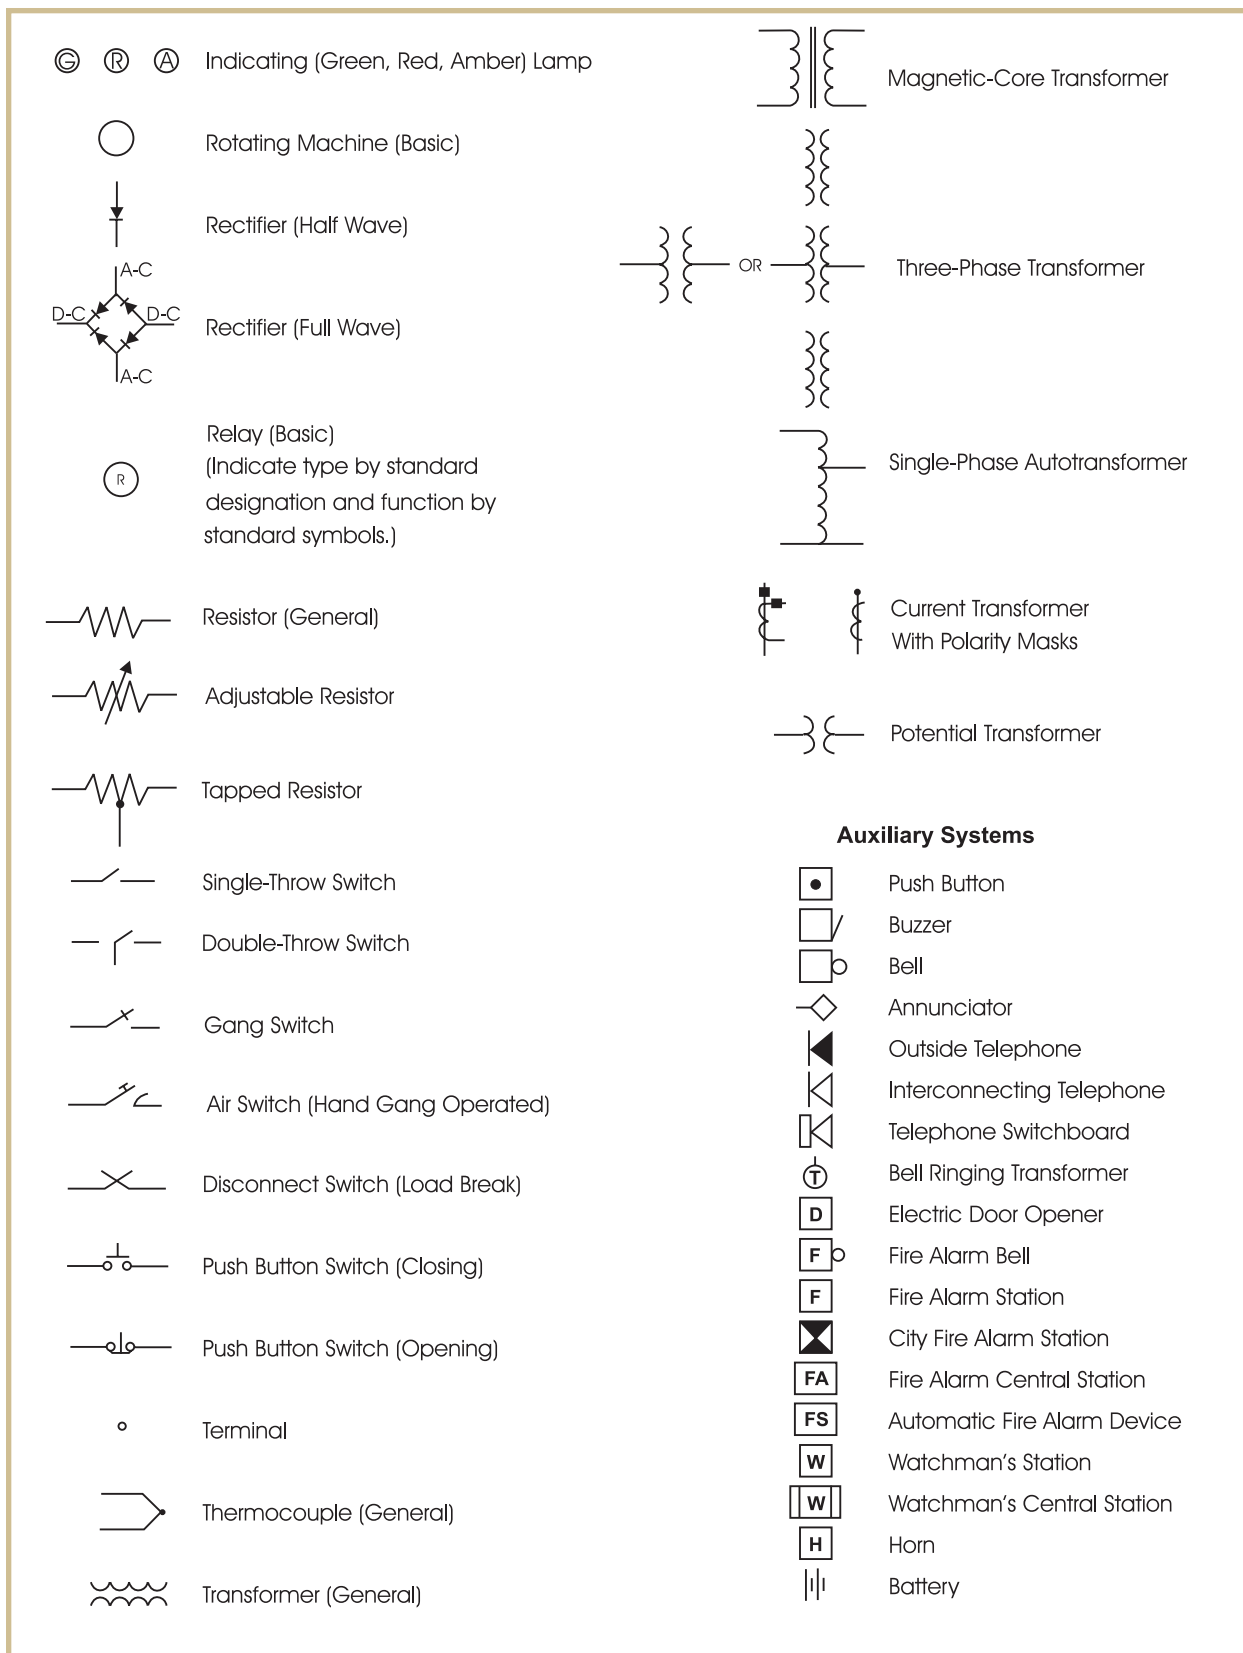 G R A Indicating (Green, Red, Amber) Lamp
Rotating Machine (Basic)
Rectifier (Half Wave)
A-C
D-C D-C
Rectifier (Full Wave)
A-C
Relay (Basic)
(Indicate type by standard
R
designation and function by
standard symbols.)
Resistor (General)
Adjustable Resistor
Tapped Resistor
Single-Throw Switch
Double-Throw Switch
Gang Switch
Air Switch (Hand Gang Operated)
Disconnect Switch (Load Break)
Push Button Switch (Closing)
Push Button Switch (Opening)
Terminal
Thermocouple (General)
Transformer (General)
Magnetic-Core Transformer
OR
Three-Phase Transformer
Single-Phase Autotransformer
Current Transformer
With Polarity Masks
Potential Transformer
Auxiliary Systems
Push Button
Buzzer
Bell
Annunciator
Outside Telephone
Interconnecting Telephone
Telephone Switchboard
T Bell Ringing Transformer
D Electric Door Opener
F Fire Alarm Bell
F Fire Alarm Station
City Fire Alarm Station
FA Fire Alarm Central Station
FS Automatic Fire Alarm Device
W Watchman's Station
W Watchman's Central Station
H Horn
Battery